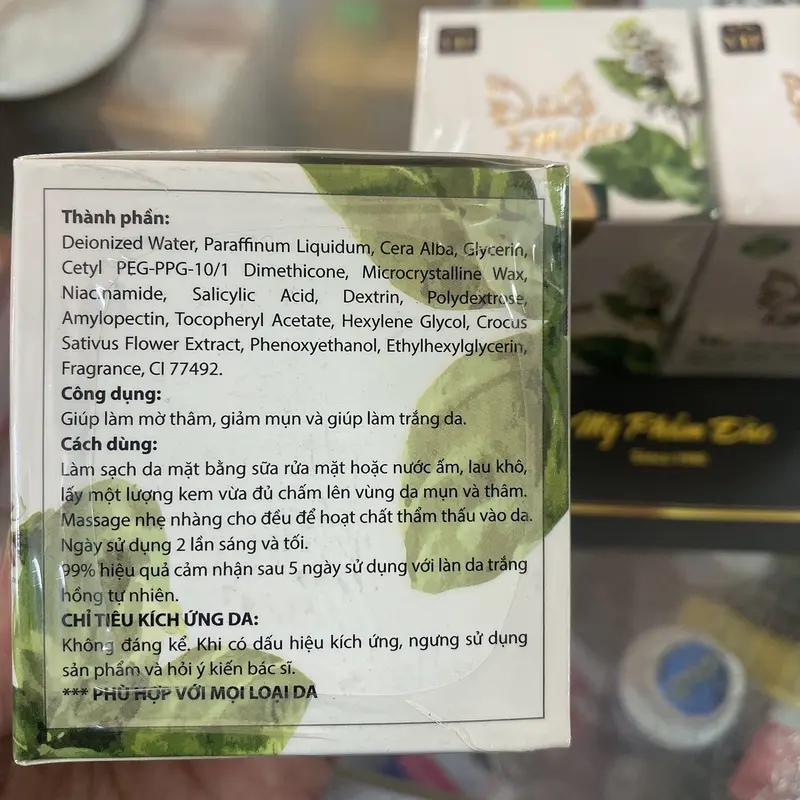 VIP
VIP
Thành phần:
Deionized Water, Paraffinum Liquidum, Cera Alba, Glycerin,
Cetyl PEG-PPG-10/1 Dimethicone, Microcrystalline Wax,
Niacinamide, Salicylic Acid, Dextrin, Polydextrose,
Amylopectin, Tocopheryl Acetate, Hexylene Glycol, Crocus
Sativus Flower Extract, Phenoxyethanol, Ethylhexylglycerin,
Fragrance, CI 77492.
Công dụng:
Giúp làm mờ thâm, giảm mụn và giúp làm trắng da.
Cách dùng:
Làm sạch da mặt bằng sữa rửa mặt hoặc nước ấm, lau khô,
lấy một lượng kem vừa đủ chấm lên vùng da mụn và thâm.
Massage nhẹ nhàng cho đều để hoạt chất thẩm thấu vào da.
Ngày sử dụng 2 lần sáng và tối.
99% hiệu quả cảm nhận sau 5 ngày sử dụng với làn da trắng
hồng tự nhiên.
CHỈ TIÊU KÍCH ỨNG DA:
Không đáng kể. Khi có dấu hiệu kích ứng, ngưng sử dụng
sản phẩm và hỏi ý kiến bác sĩ.
*** PHÙ HỢP VỚI MỌI LOẠI DA
Mỹ Phẩm